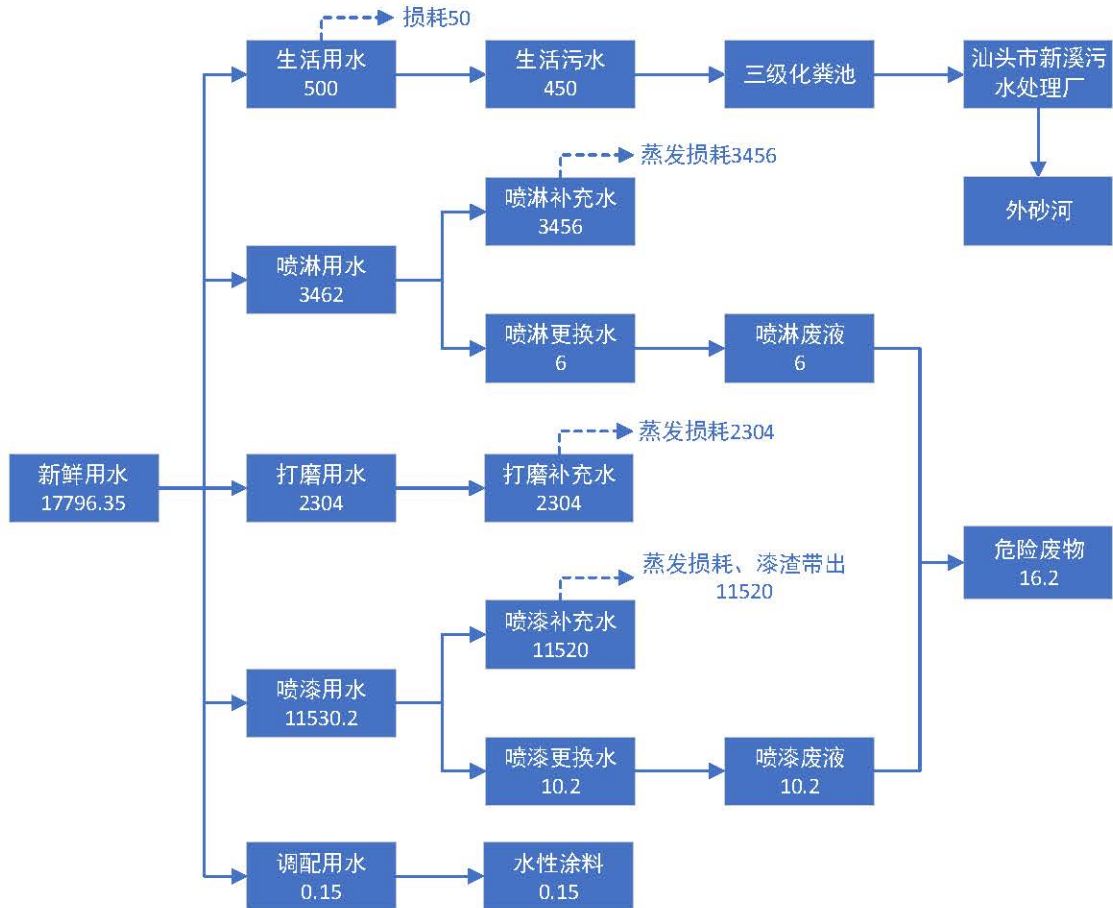 损耗50
生活用水
500
生活污水
450
三级化粪池
汕头市新溪污
水处理厂
外砂河
蒸发损耗3456
喷淋补充水
3456
喷淋用水
3462
喷淋更换水
6
喷淋废液
6
蒸发损耗2304
新鲜用水
17796.35
打磨用水
2304
打磨补充水
2304
蒸发损耗、漆渣带出
11520
危险废物
16.2
喷漆补充水
11520
喷漆用水
11530.2
喷漆更换水
10.2
喷漆废液
10.2
调配用水
0.15
水性涂料
0.15